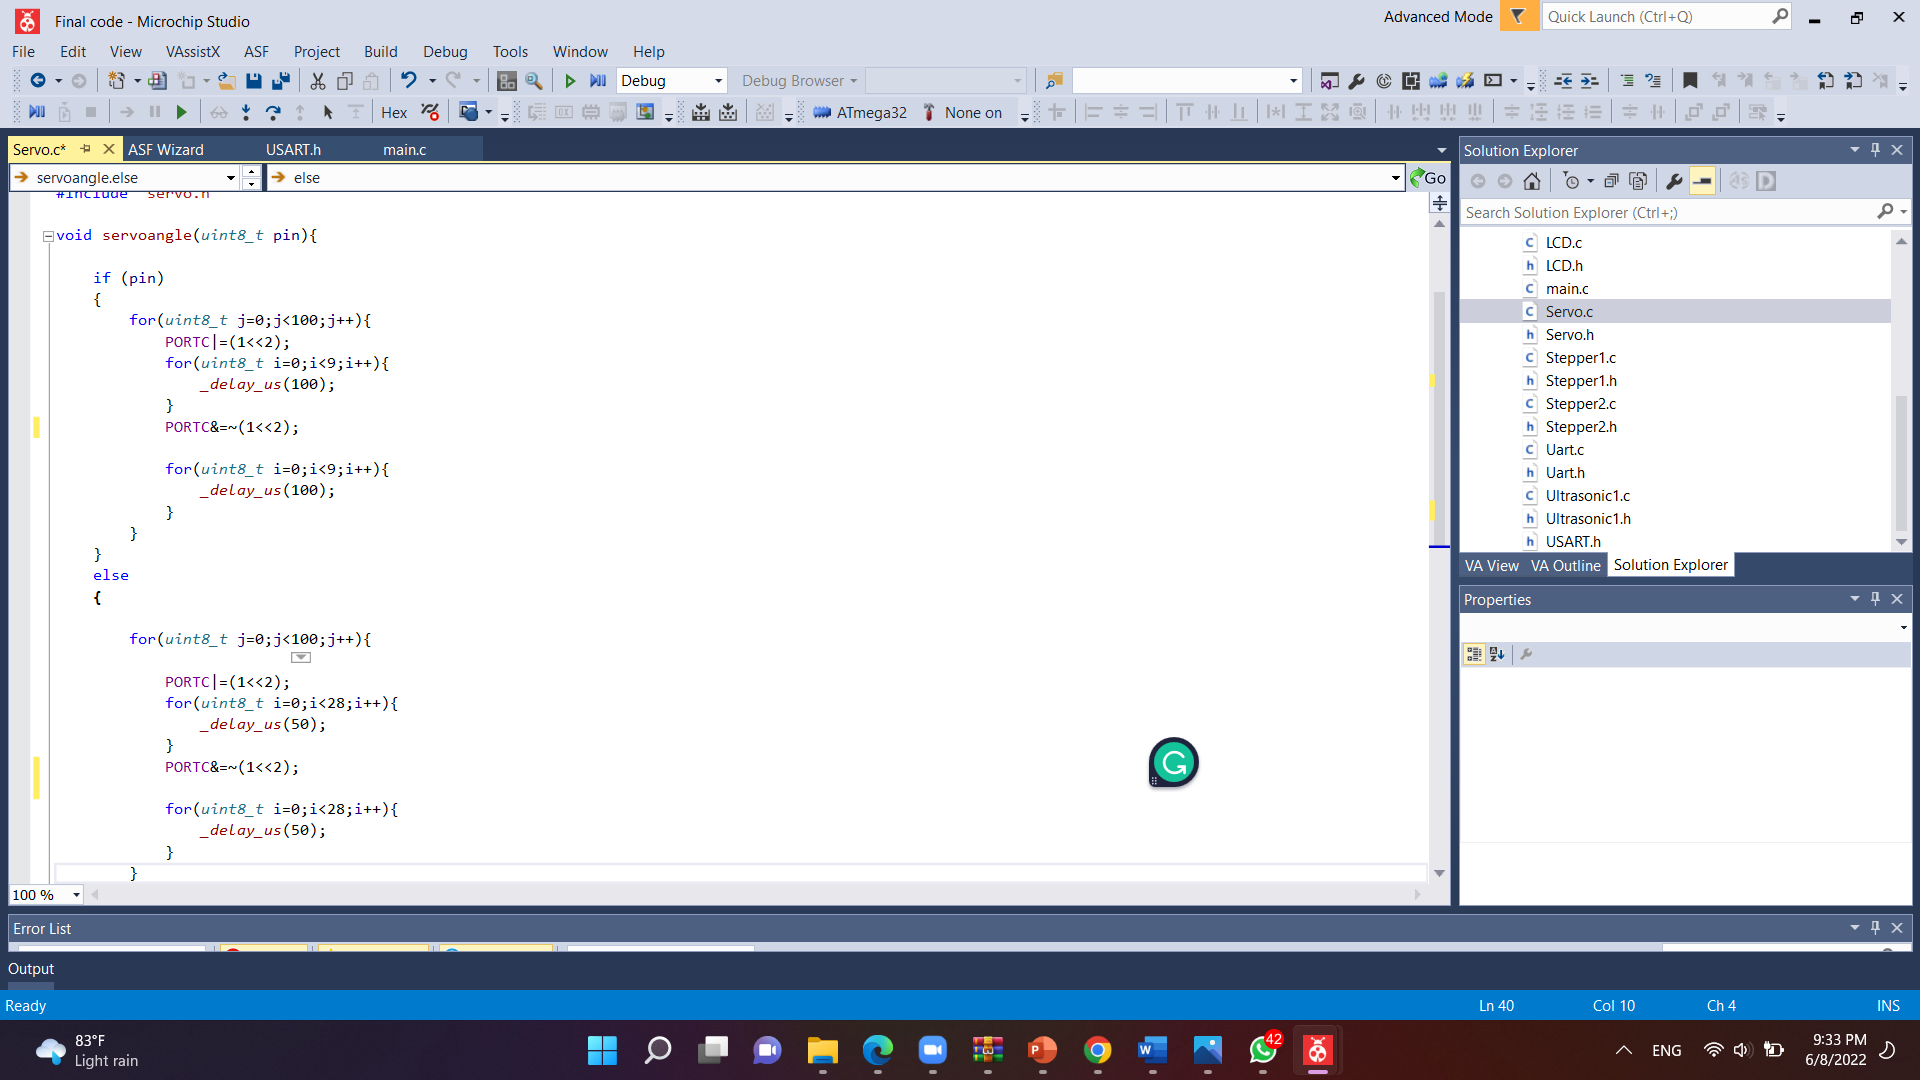 Final code - Microchip Studio
Advanced Mode
Quick Launch (Ctrl+Q)
File Edit View VAssistX ASF Project Build Debug Tools Window Help
Debug
Debug Browser
Hex
ATmega32
None on
Servo.c* ASF Wizard USART.h main.c
servoangle.else
else
Go
#include "servo.h"
void servoangle(uint8_t pin){
if (pin)
{
for(uint8_t j=0;j<100;j++){
PORTC|=(1<<2);
for(uint8_t i=0;i<9;i++){
_delay_us(100);
}
PORTC&=~(1<<2);
for(uint8_t i=0;i<9;i++){
_delay_us(100);
}
}
}
else
{
for(uint8_t j=0;j<100;j++){
PORTC|=(1<<2);
for(uint8_t i=0;i<28;i++){
_delay_us(50);
}
PORTC&=~(1<<2);
for(uint8_t i=0;i<28;i++){
_delay_us(50);
}
}
100 %
Solution Explorer
Search Solution Explorer (Ctrl+;)
LCD.c
LCD.h
main.c
Servo.c
Servo.h
Stepper1.c
Stepper1.h
Stepper2.c
Stepper2.h
Uart.c
Uart.h
Ultrasonic1.c
Ultrasonic1.h
USART.h
VA View VA Outline Solution Explorer
Properties
Error List
Output
Ready
Ln 40 Col 10 Ch 4 INS
83°F
Light rain
42
ENG
9:33 PM
6/8/2022